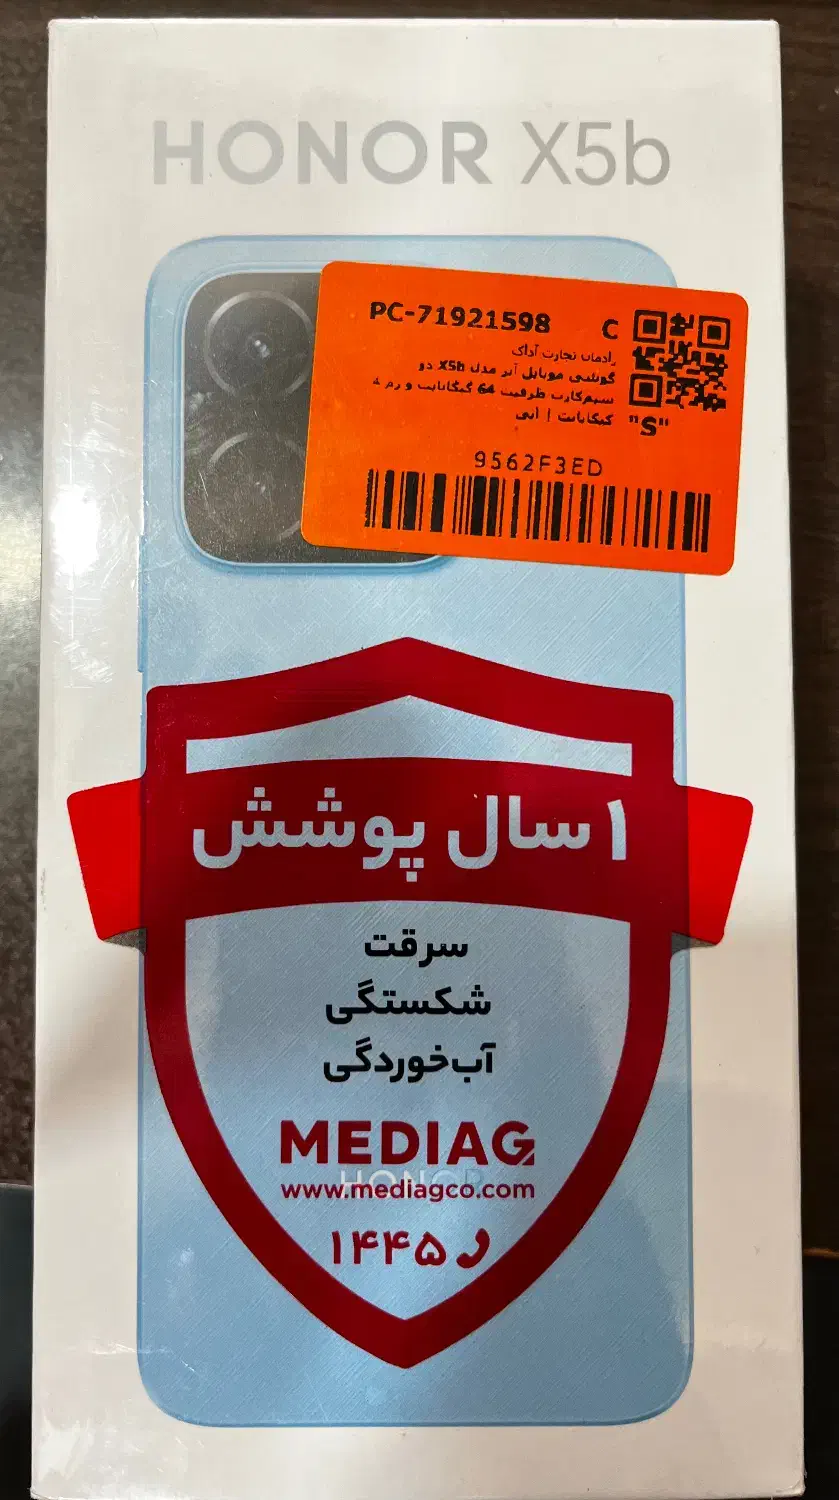 HONOR X5b
PC-71921598 C
رادمان تجارت آداک
گوشی موبایل آنر مدل X5b دو
سیم‌کارت ظرفیت 64 گیگابایت و رم 4
گیگابایت | آبی
"S"
9562F3ED
۱ سال پوشش
سرقت
شکستگی
آب‌خوردگی
MEDIAG
HONOR
www.mediagco.com
۱۴۴۵